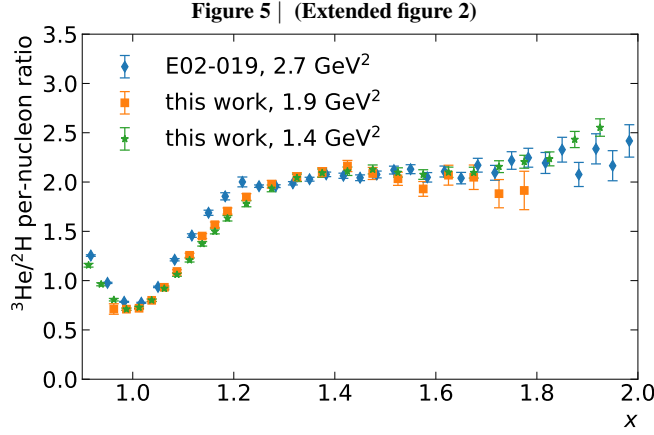 Figure 5 | (Extended figure 2)
3.5
3.0
2.5
2.0
1.5
1.0
0.5
0.0
³He/²H per-nucleon ratio
E02-019, 2.7 GeV²
this work, 1.9 GeV²
this work, 1.4 GeV²
1.0 1.2 1.4 1.6 1.8 2.0
x